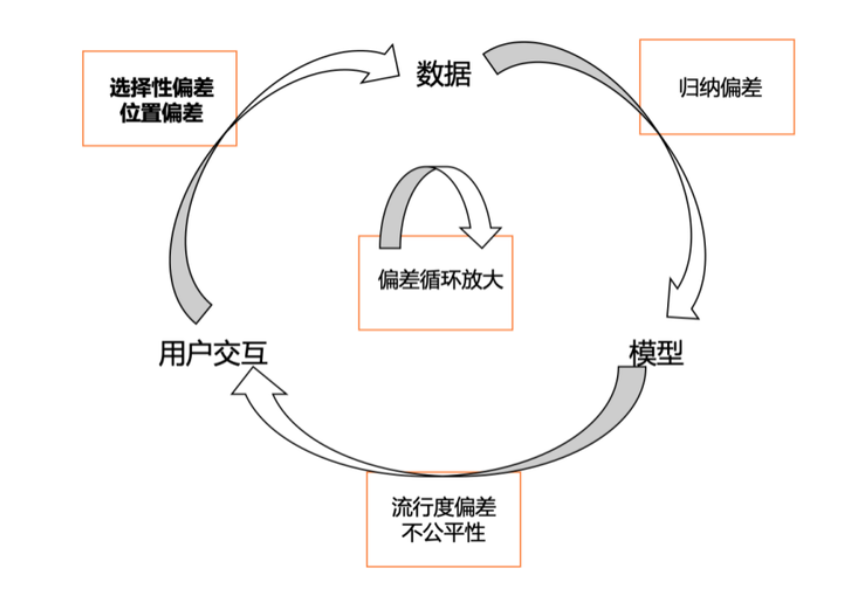 选择性偏差
位置偏差
数据
归纳偏差
偏差循环放大
用户交互
模型
流行度偏差
不公平性